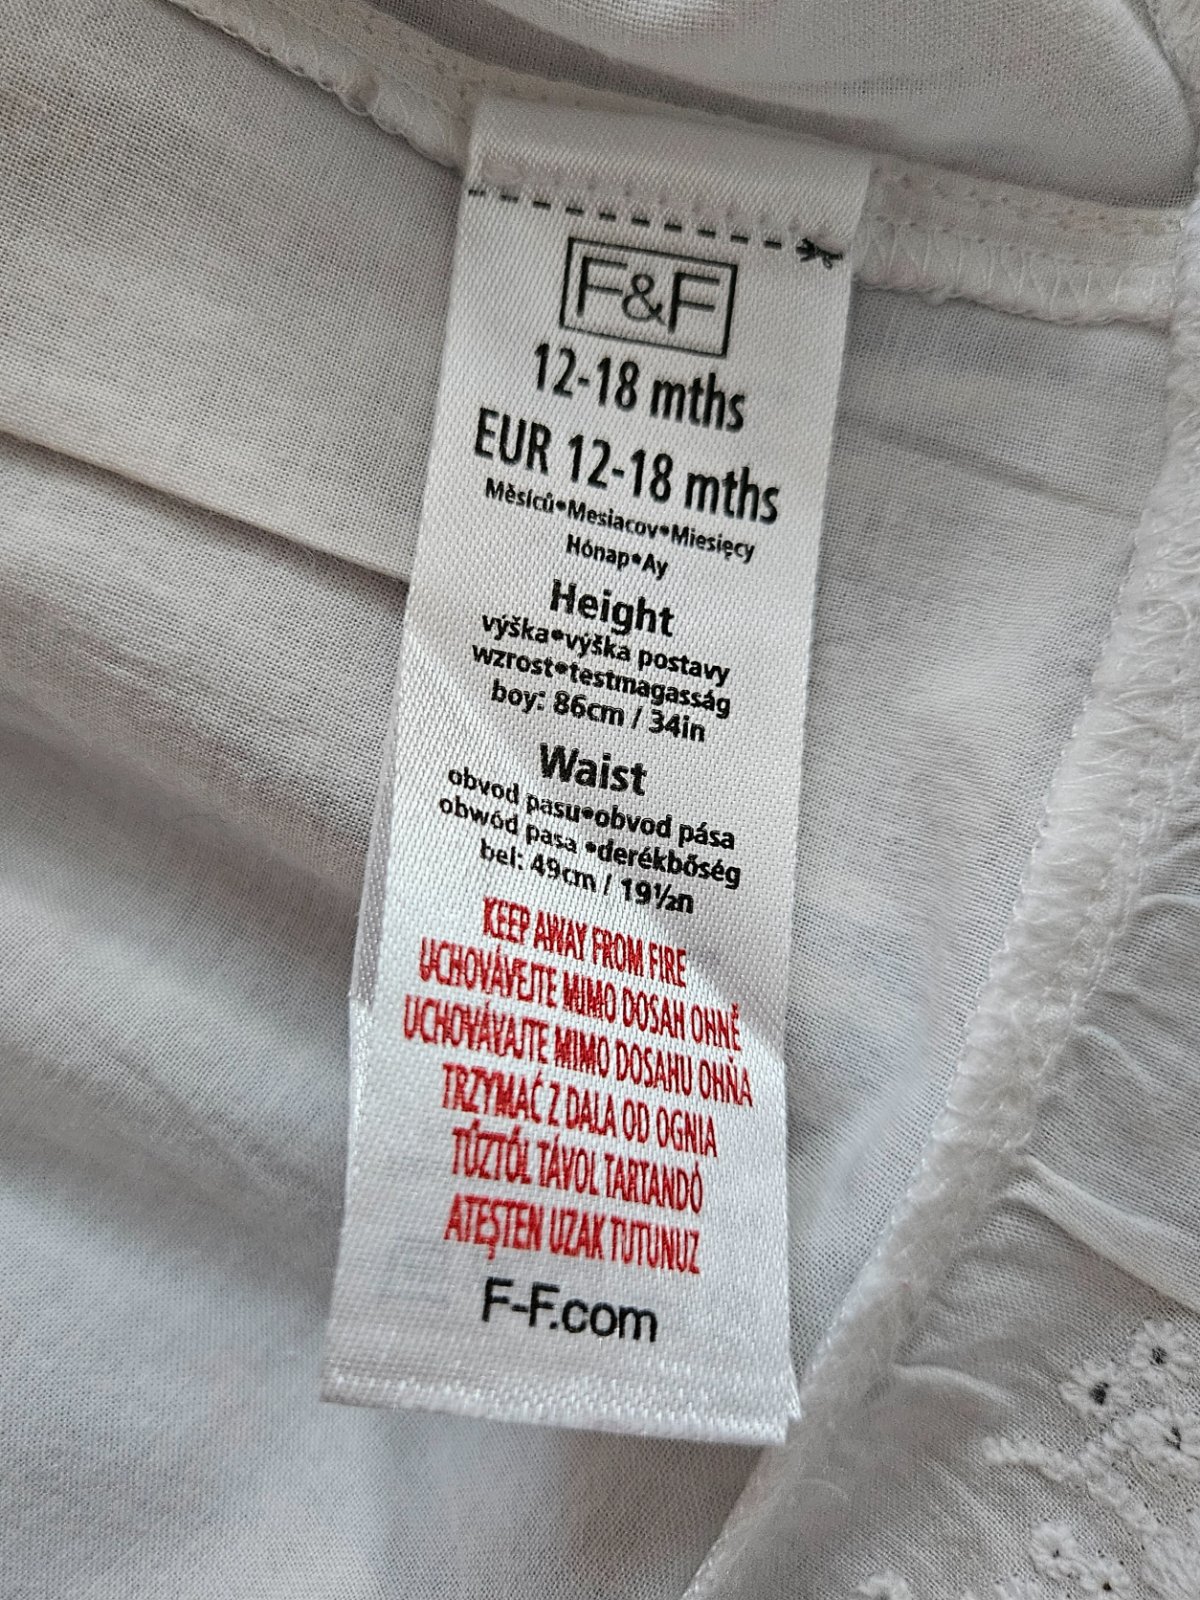 F&F
12-18 mths
EUR 12-18 mths
Měsíců•Mesiacov•Miesięcy
Hónap•Ay
Height
výška•výška postavy
wzrost•testmagasság
boy: 86cm / 34in
Waist
obvod pasu•obvod pása
obwód pasa •derékbőség
bel: 49cm / 19½n
KEEP AWAY FROM FIRE
UCHOVÁVEJTE MIMO DOSAH OHNĚ
UCHOVÁVAJTE MIMO DOSAHU OHŇA
TRZYMAĆ Z DALA OD OGNIA
TŰZTŐL TÁVOL TARTANDÓ
ATEŞTEN UZAK TUTUNUZ
F-F.com